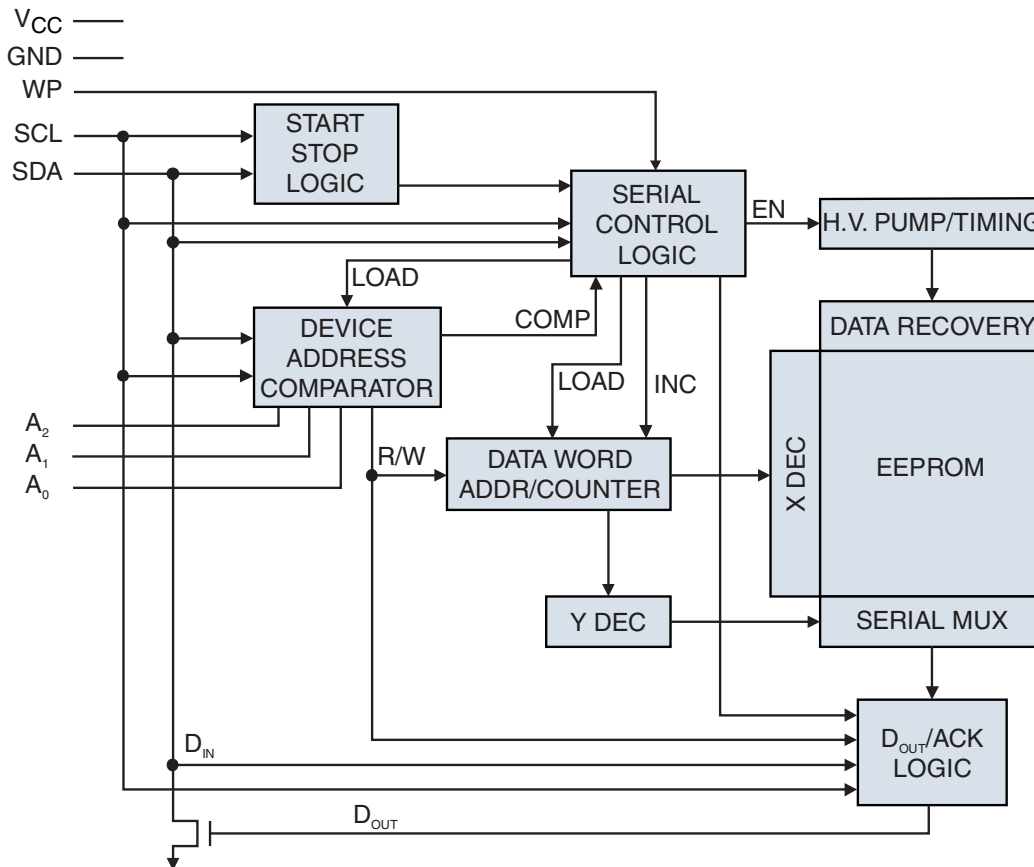 VCC
GND
WP
SCL
SDA
START
STOP
LOGIC
SERIAL
CONTROL
LOGIC
EN
H.V. PUMP/TIMING
LOAD
COMP
DEVICE
ADDRESS
COMPARATOR
DATA RECOVERY
LOAD
INC
A2
A1
A0
R/W
DATA WORD
ADDR/COUNTER
X DEC
EEPROM
Y DEC
SERIAL MUX
DIN
DOUT/ACK
LOGIC
DOUT